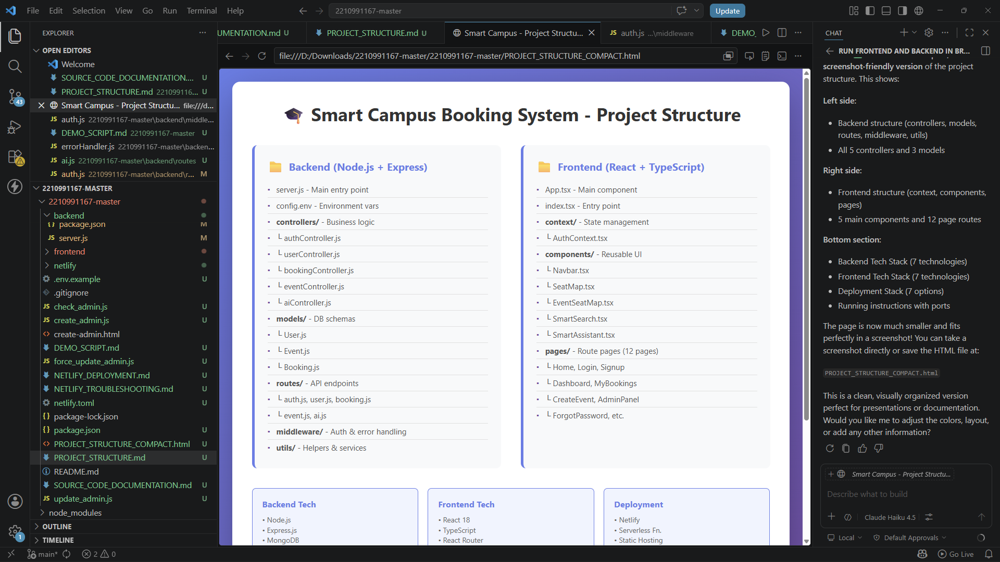 File Edit Selection View Go Run Terminal Help
2210991167-master
Update
EXPLORER
OPEN EDITORS
Welcome
SOURCE_CODE_DOCUMENTATION.... U
PROJECT_STRUCTURE.md 22109911​6... U
Smart Campus - Project Structu... file:///d...
JS auth.js 2210991167-master\backend\middle...
DEMO_SCRIPT.md 2210991167-master U
JS errorHandler.js 2210991167-master\backen...
JS ai.js 2210991167-master\backend\routes U
JS auth.js 2210991167-master\backend\r... M
2210991167-MASTER
2210991167-master
backend
package.json M
JS server.js M
frontend
netlify
.env.example U
.gitignore
JS check_admin.js U
JS create_admin.js U
<> create-admin.html
DEMO_SCRIPT.md U
JS force_update_admin.js U
NETLIFY_DEPLOYMENT.md U
NETLIFY_TROUBLESHOOTING.md U
netlify.toml U
{} package-lock.json
{} package.json U
<> PROJECT_STRUCTURE_COMPACT.html U
PROJECT_STRUCTURE.md U
README.md
SOURCE_CODE_DOCUMENTATION.md U
JS update_admin.js U
node_modules
OUTLINE
TIMELINE
43
1
UMENTATION.md U
PROJECT_STRUCTURE.md U
Smart Campus - Project Structu...
JS auth.js ...\middleware
DEMO_
file:///D:/Downloads/2210991167-master/2210991167-master/PROJECT_STRUCTURE_COMPACT.html
Smart Campus Booking System - Project Structure
Backend (Node.js + Express)
server.js - Main entry point
config.env - Environment vars
controllers/ - Business logic
└ authController.js
└ userController.js
└ bookingController.js
└ eventController.js
└ aiController.js
models/ - DB schemas
└ User.js
└ Event.js
└ Booking.js
routes/ - API endpoints
└ auth.js, user.js, booking.js
└ event.js, ai.js
middleware/ - Auth & error handling
utils/ - Helpers & services
Frontend (React + TypeScript)
App.tsx - Main component
index.tsx - Entry point
context/ - State management
└ AuthContext.tsx
components/ - Reusable UI
└ Navbar.tsx
└ SeatMap.tsx
└ EventSeatMap.tsx
└ SmartSearch.tsx
└ SmartAssistant.tsx
pages/ - Route pages (12 pages)
└ Home, Login, Signup
└ Dashboard, MyBookings
└ CreateEvent, AdminPanel
└ ForgotPassword, etc.
Backend Tech
• Node.js
• Express.js
• MongoDB
Frontend Tech
• React 18
• TypeScript
• React Router
Deployment
• Netlify
• Serverless Fn.
• Static Hosting
CHAT
RUN FRONTEND AND BACKEND IN BR...
screenshot-friendly version of the project
structure. This shows:
Left side:
• Backend structure (controllers, models,
routes, middleware, utils)
• All 5 controllers and 3 models
Right side:
• Frontend structure (context, components,
pages)
• 5 main components and 12 page routes
Bottom section:
• Backend Tech Stack (7 technologies)
• Frontend Tech Stack (7 technologies)
• Deployment Stack (7 options)
• Running instructions with ports
The page is now much smaller and fits
perfectly in a screenshot! You can take a
screenshot directly or save the HTML file at:
PROJECT_STRUCTURE_COMPACT.html
This is a clean, visually organized version
perfect for presentations or documentation.
Would you like me to adjust the colors, layout,
or add any other information?
Smart Campus - Project Structu...
Describe what to build
Claude Haiku 4.5
Local
Default Approvals
main*
2 0
Go Live